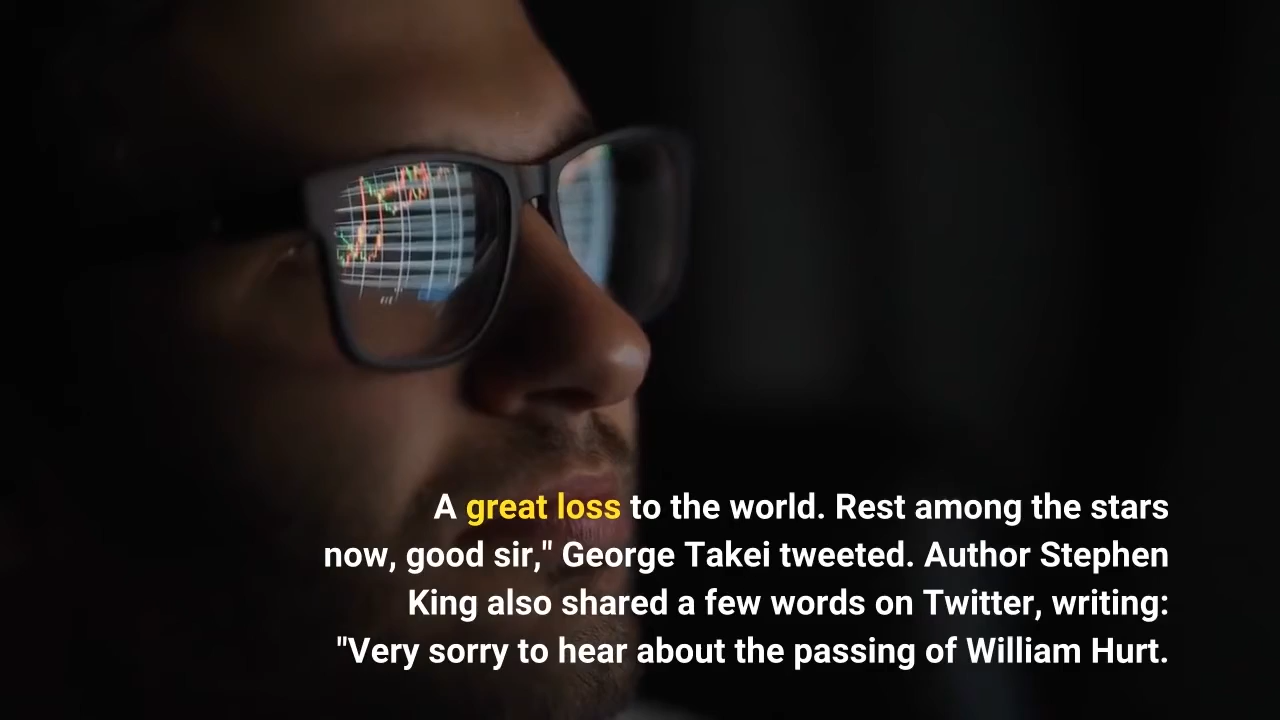 A great loss to the world. Rest among the stars
now, good sir," George Takei tweeted. Author Stephen
King also shared a few words on Twitter, writing:
"Very sorry to hear about the passing of William Hurt.